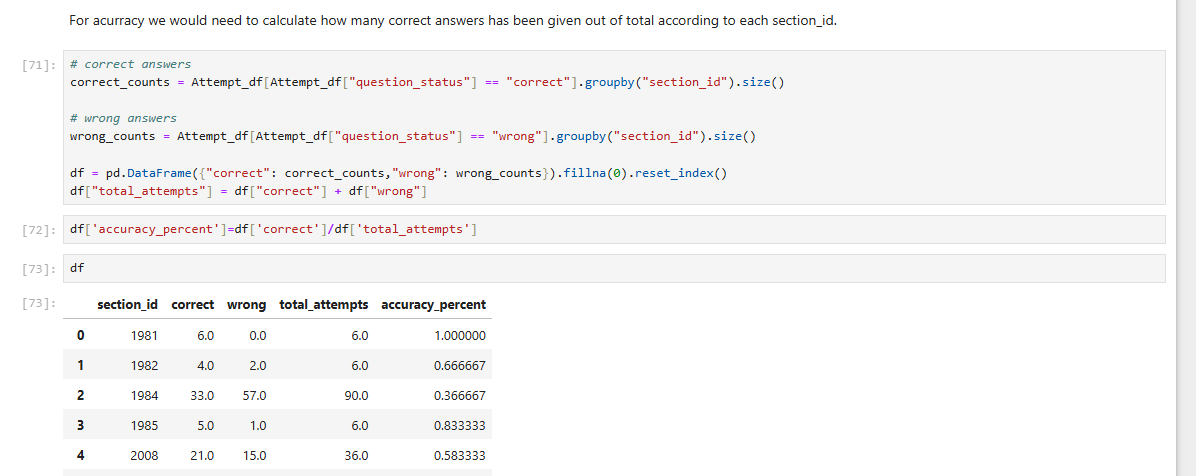 For acurracy we would need to calculate how many correct answers has been given out of total according to each section_id.
[71]: # correct answers
correct_counts = Attempt_df[Attempt_df["question_status"] == "correct"].groupby("section_id").size()
# wrong answers
wrong_counts = Attempt_df[Attempt_df["question_status"] == "wrong"].groupby("section_id").size()
df = pd.DataFrame({"correct": correct_counts,"wrong": wrong_counts}).fillna(0).reset_index()
df["total_attempts"] = df["correct"] + df["wrong"]
[72]: df['accuracy_percent']=df['correct']/df['total_attempts']
[73]: df
[73]: section_id correct wrong total_attempts accuracy_percent
0 1981 6.0 0.0 6.0 1.000000
1 1982 4.0 2.0 6.0 0.666667
2 1984 33.0 57.0 90.0 0.366667
3 1985 5.0 1.0 6.0 0.833333
4 2008 21.0 15.0 36.0 0.583333